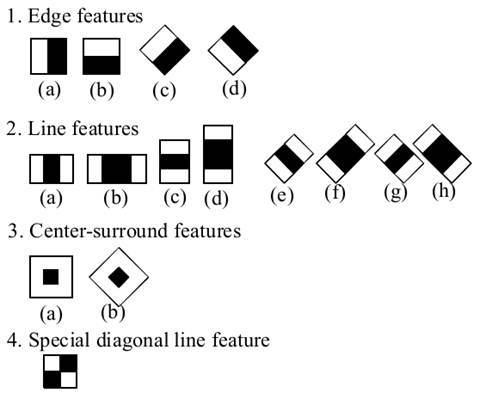 1. Edge features
(a) (b) (c) (d)
2. Line features
(a) (b) (c) (d) (e) (f) (g) (h)
3. Center-surround features
(a) (b)
4. Special diagonal line feature